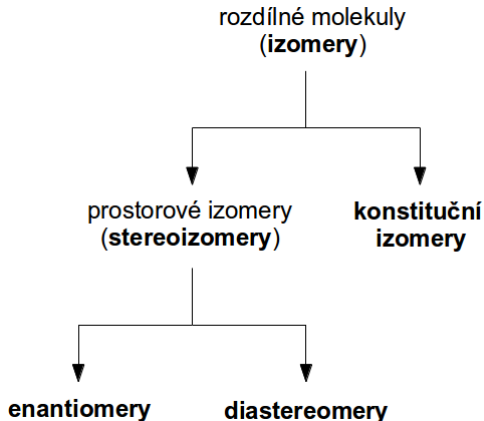 rozdílné molekuly
(izomery)
prostorové izomery
(stereoizomery)
konstituční
izomery
enantiomery
diastereomery